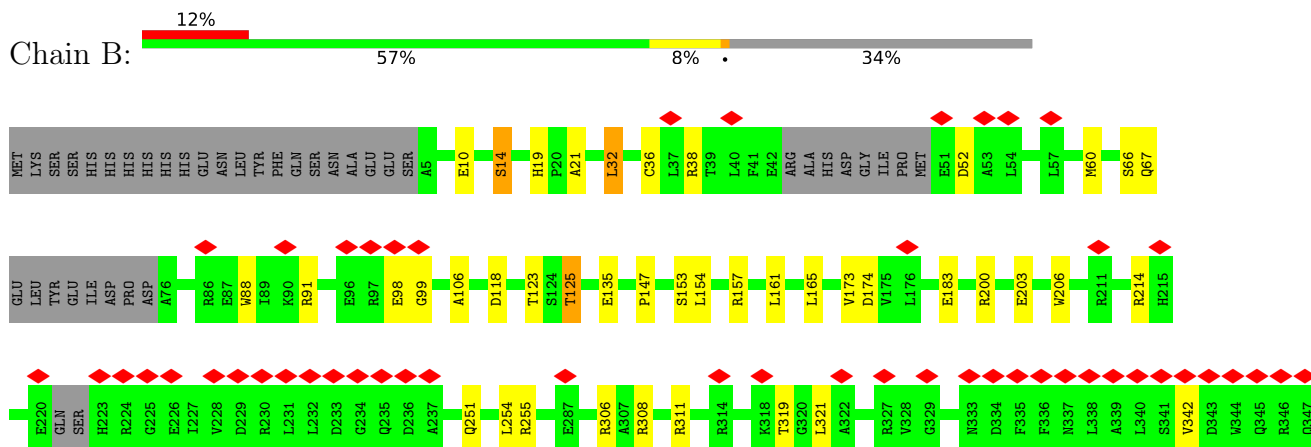 12%
Chain B:
57% 8% • 34%
MET LYS SER SER HIS HIS HIS HIS HIS HIS GLU ASN LEU TYR PHE GLN SER ASN ALA GLU GLU SER A5 E10 S14 H19 P20 A21 L32 C36 L37 R38 T39 L40 F41 E42 ARG ALA HIS ASP GLY ILE PRO MET E51 D52 A53 L54 L57 M60 S66 Q67
GLU LEU TYR GLU ILE ASP PRO ASP A76 R86 E87 W88 I89 K90 R91 E96 R97 E98 G99 A106 D118 T123 S124 T125 E135 P147 S153 L154 R157 L161 L165 V173 D174 V175 L176 E183 R200 E203 W206 R211 R214 H215
E220 GLN SER H223 R224 G225 E226 I227 V228 D229 R230 L231 L232 D233 G234 Q235 D236 A237 Q251 L254 R255 E287 R306 A307 R308 R311 R314 K318 T319 G320 L321 A322 R327 V328 G329 N333 D334 F335 F336 N337 L338 A339 L340 S341 V342 D343 W344 Q345 R346 D347